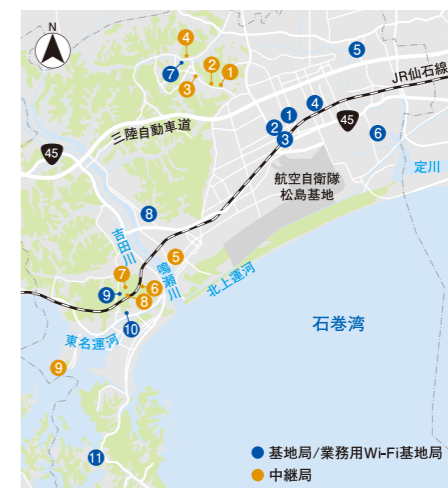 N
④
②
①
③
⑦
⑤
JR仙石線
④
①
②
③
45
⑥
三陸自動車道
45
航空自衛隊
松島基地
定川
⑧
吉田川
鳴瀬川
⑤
北上運河
⑦
⑥
⑨
⑧
⑩
東名運河
⑨
石巻湾
⑪
基地局/業務用Wi-Fi基地局
中継局